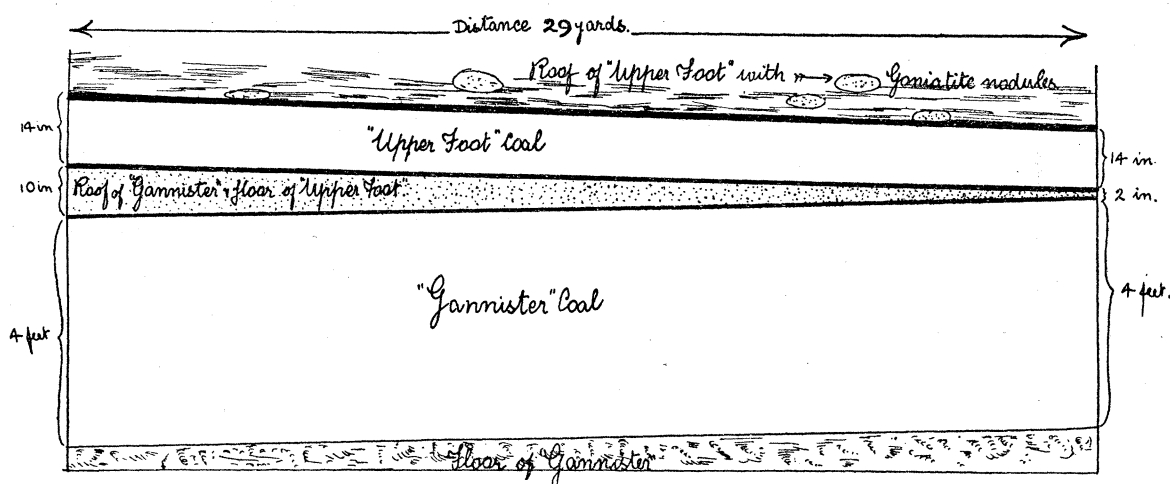 Distance 29 yards.
Roof of "Upper Foot" with Goniatite nodules
14 in
"Upper Foot" Coal
14 in.
10 in
Roof of "Gannister" & floor of "Upper Foot"
2 in.
"Gannister" Coal
4 feet
4 feet.
Floor of "Gannister"